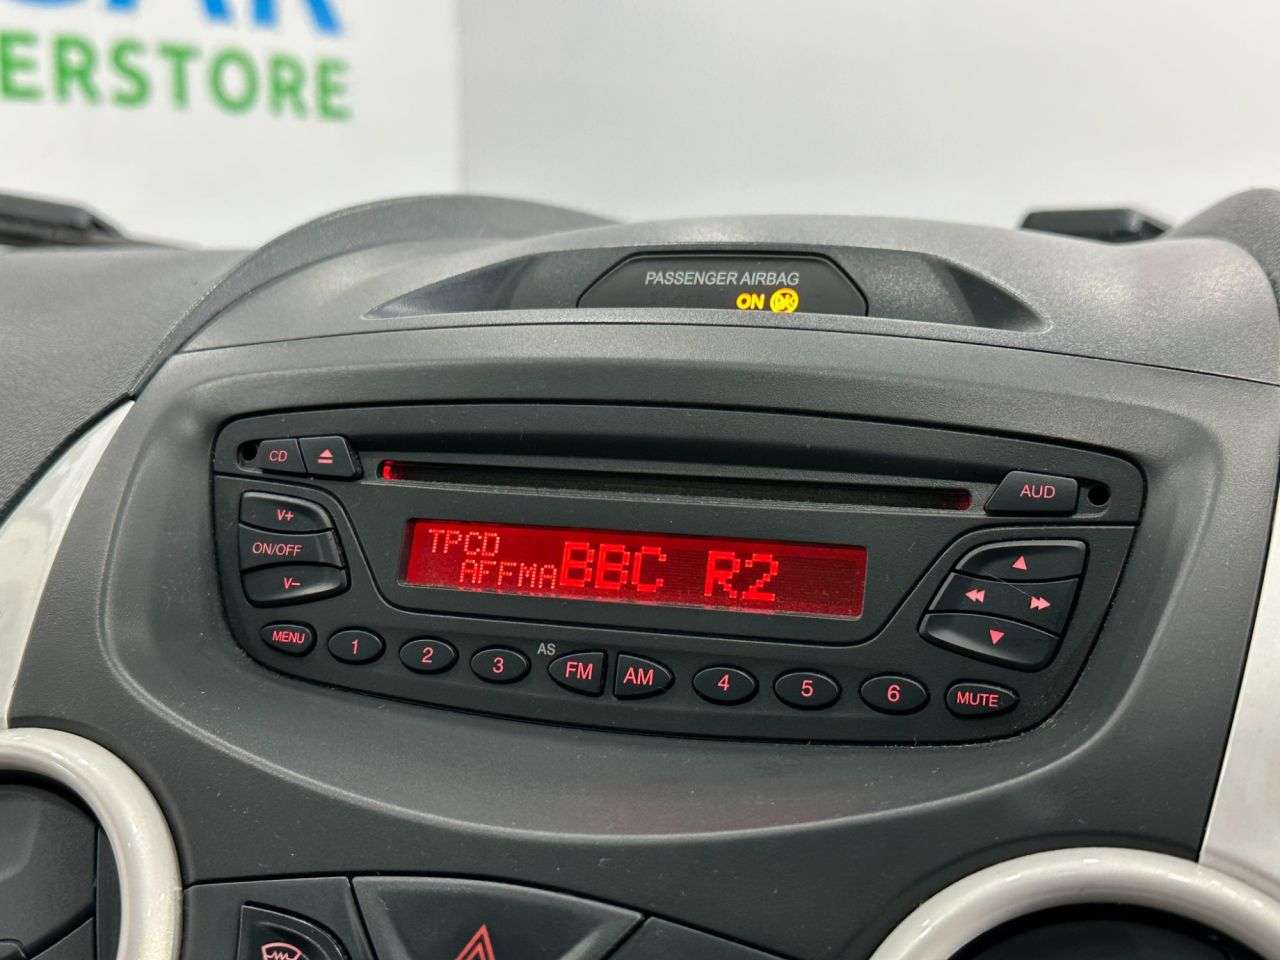 CAR
ERSTORE
PASSENGER AIRBAG
ON
CD
AUD
V+
ON/OFF
V-
TPCD
AFFMA BBC R2
MENU
1
2
3
AS
FM
AM
4
5
6
MUTE